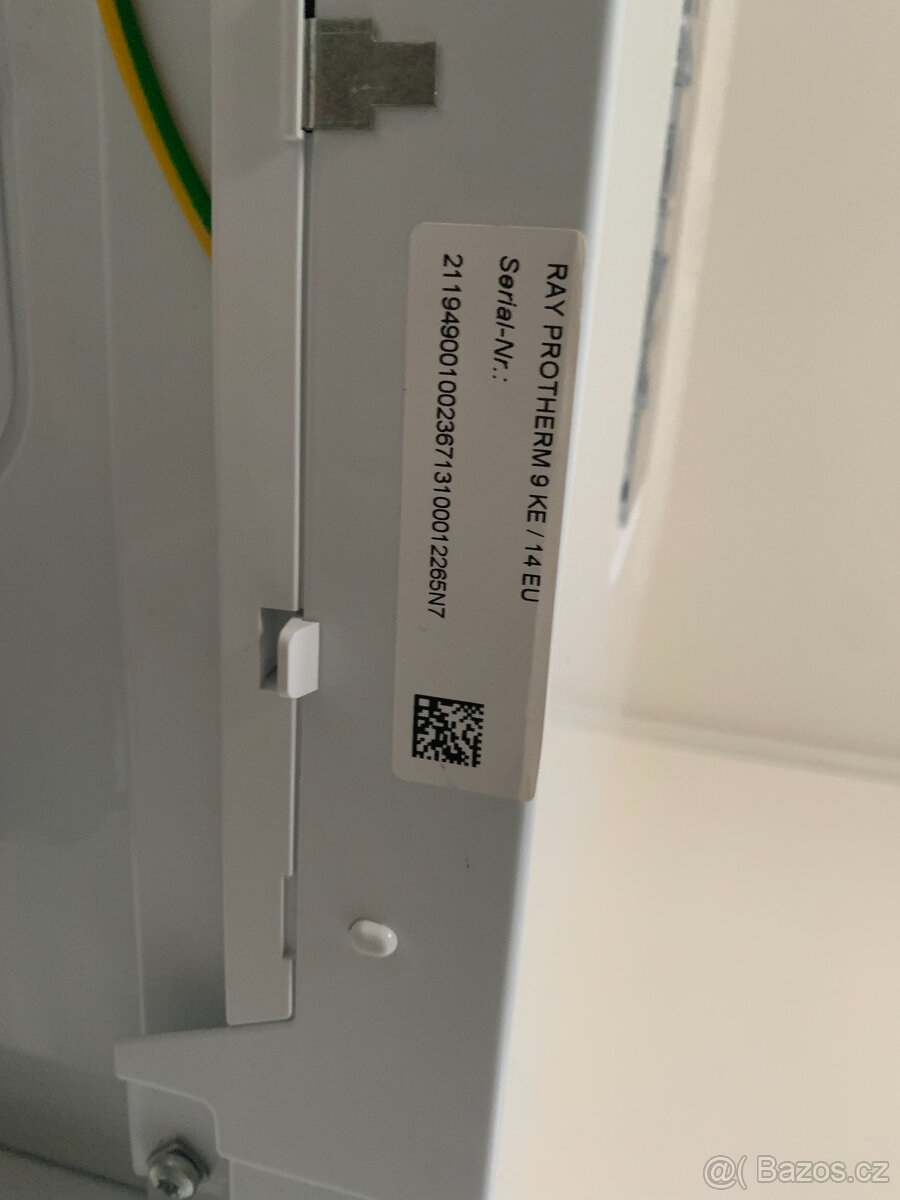 RAY PROTHERM 9 KE / 14 EU
Serial-Nr.:
21194900100236713100012265N7
@( Bazos.cz